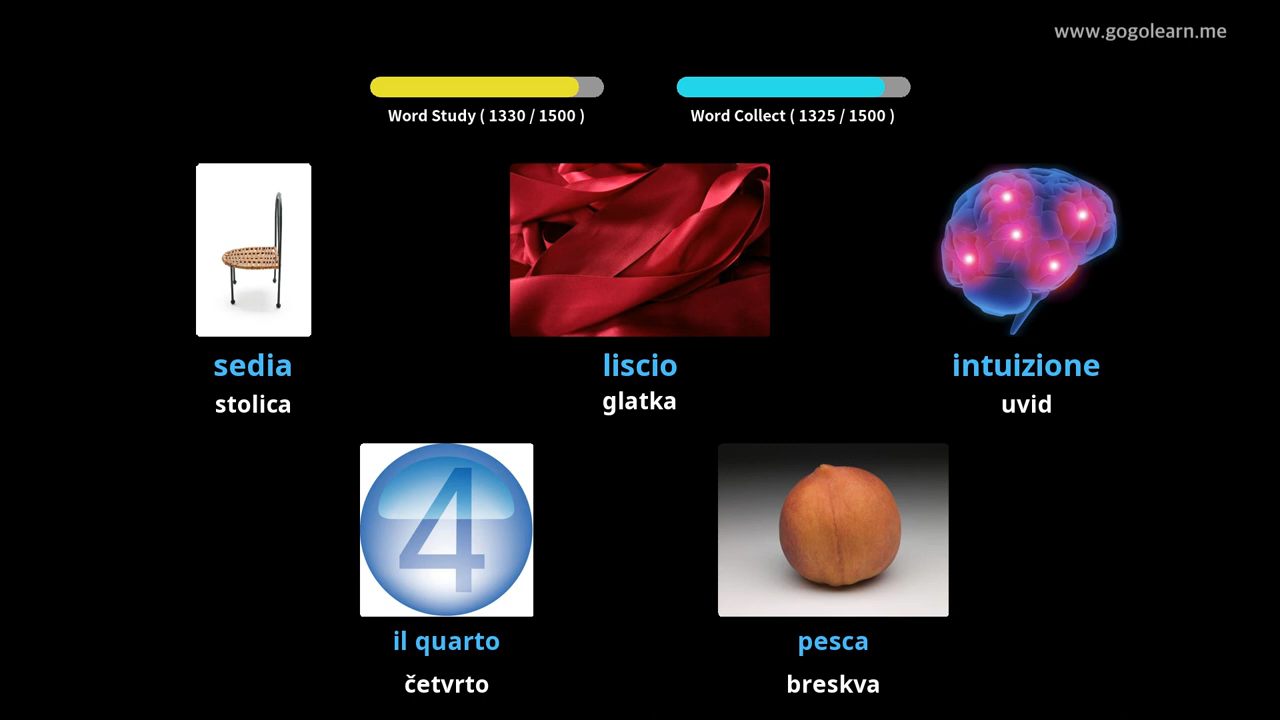 www.gogolearn.me
Word Study ( 1330 / 1500 )
Word Collect ( 1325 / 1500 )
sedia
liscio
intuizione
stolica
glatka
uvid
4
il quarto
pesca
četvrto
breskva